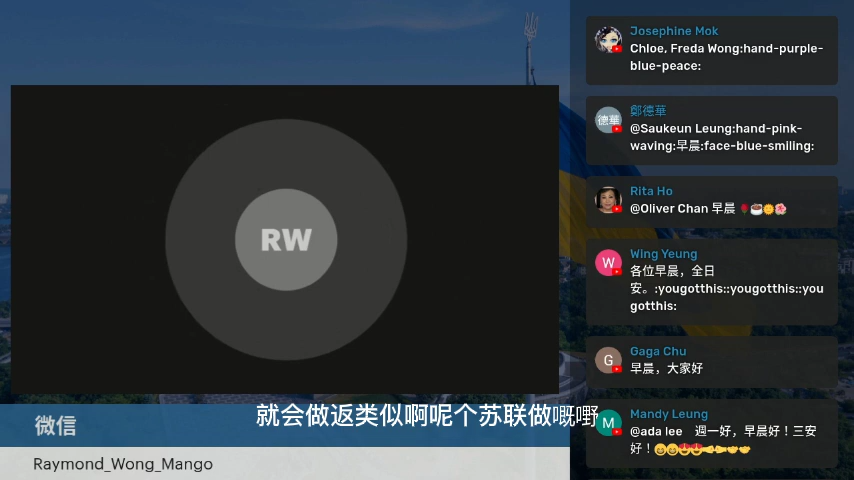 RW
就会做返类似啊呢个苏联做嘅嘢
微信
Raymond_Wong_Mango
Josephine Mok
Chloe, Freda Wong:hand-purple-
blue-peace:
德華
鄭德華
@Saukeun Leung:hand-pink-
waving:早晨:face-blue-smiling:
Rita Ho
@Oliver Chan 早晨 🌹☕🌞🌸
W
Wing Yeung
各位早晨，全日
安。:yougotthis::yougotthis::you
gotthis:
G
Gaga Chu
早晨，大家好
M
Mandy Leung
@ada lee 週一好，早晨好！三安
好！